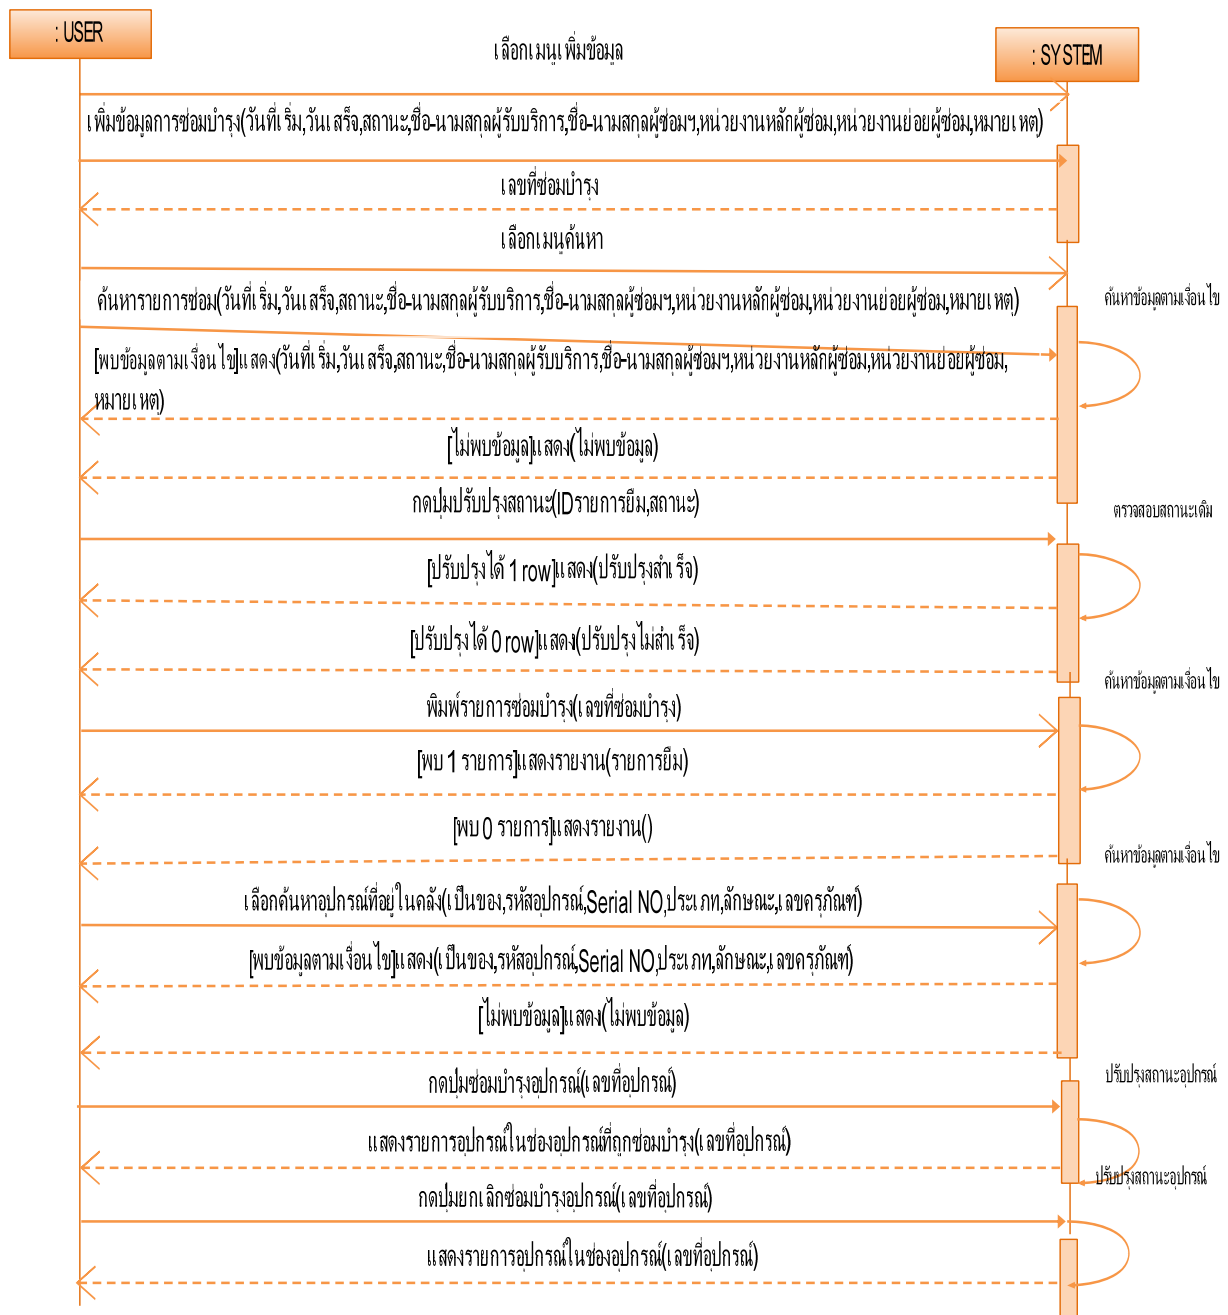 : USER
: SYSTEM
เลือกเมนูเพิ่มข้อมูล
เพิ่มข้อมูลการซ่อมบำรุง(วันที่เริ่ม,วันเสร็จ,สถานะ,ชื่อ-นามสกุลผู้รับบริการ,ชื่อ-นามสกุลผู้ซ่อมฯ,หน่วยงานหลักผู้ซ่อม,หน่วยงานย่อยผู้ซ่อม,หมายเหตุ)
เลขที่ซ่อมบำรุง
เลือกเมนูค้นหา
ค้นหารายการซ่อม(วันที่เริ่ม,วันเสร็จ,สถานะ,ชื่อ-นามสกุลผู้รับบริการ,ชื่อ-นามสกุลผู้ซ่อมฯ,หน่วยงานหลักผู้ซ่อม,หน่วยงานย่อยผู้ซ่อม,หมายเหตุ)
ค้นหาข้อมูลตามเงื่อนไข
[พบข้อมูลตามเงื่อนไข]แสดง(วันที่เริ่ม,วันเสร็จ,สถานะ,ชื่อ-นามสกุลผู้รับบริการ,ชื่อ-นามสกุลผู้ซ่อมฯ,หน่วยงานหลักผู้ซ่อม,หน่วยงานย่อยผู้ซ่อม,
หมายเหตุ)
[ไม่พบข้อมูล]แสดง(ไม่พบข้อมูล)
กดปุ่มปรับปรุงสถานะ(IDรายการยืม,สถานะ)
ตรวจสอบสถานะเดิม
[ปรับปรุงได้ 1 row]แสดง(ปรับปรุงสำเร็จ)
[ปรับปรุงได้ 0 row]แสดง(ปรับปรุงไม่สำเร็จ)
ค้นหาข้อมูลตามเงื่อนไข
พิมพ์รายการซ่อมบำรุง(เลขที่ซ่อมบำรุง)
[พบ 1 รายการ]แสดงรายงาน(รายการยืม)
[พบ 0 รายการ]แสดงรายงาน()
ค้นหาข้อมูลตามเงื่อนไข
เลือกค้นหาอุปกรณ์ที่อยู่ในคลัง(เป็นของ,รหัสอุปกรณ์,Serial NO,ประเภท,ลักษณะ,เลขครุภัณฑ์)
[พบข้อมูลตามเงื่อนไข]แสดง(เป็นของ,รหัสอุปกรณ์,Serial NO,ประเภท,ลักษณะ,เลขครุภัณฑ์)
[ไม่พบข้อมูล]แสดง(ไม่พบข้อมูล)
กดปุ่มซ่อมบำรุงอุปกรณ์(เลขที่อุปกรณ์)
ปรับปรุงสถานะอุปกรณ์
แสดงรายการอุปกรณ์ในช่องอุปกรณ์ที่ถูกซ่อมบำรุง(เลขที่อุปกรณ์)
ปรับปรุงสถานะอุปกรณ์
กดปุ่มยกเลิกซ่อมบำรุงอุปกรณ์(เลขที่อุปกรณ์)
แสดงรายการอุปกรณ์ในช่องอุปกรณ์(เลขที่อุปกรณ์)